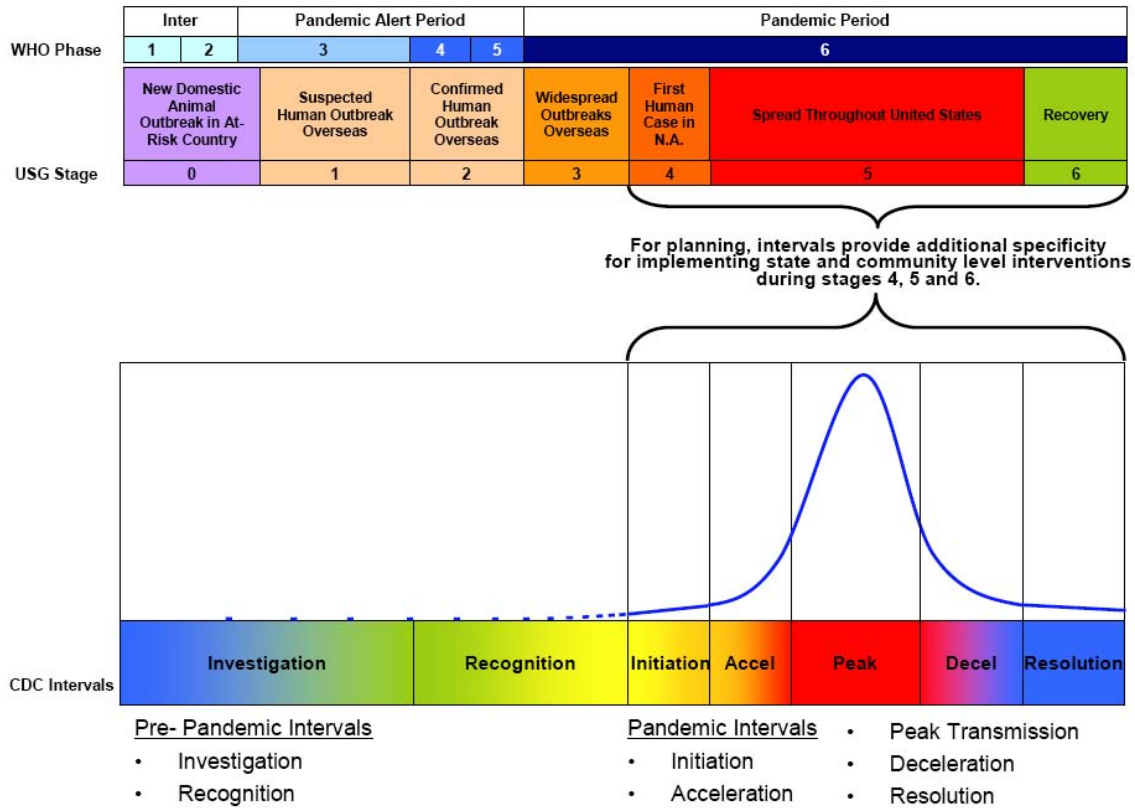 Inter
Pandemic Alert Period
Pandemic Period
WHO Phase
1
2
3
4
5
6
New Domestic
Animal
Outbreak in At-
Risk Country
Suspected
Human Outbreak
Overseas
Confirmed
Human
Outbreak
Overseas
Widespread
Outbreaks
Overseas
First
Human
Case in
N.A.
Spread Throughout United States
Recovery
USG Stage
0
1
2
3
4
5
6
For planning, intervals provide additional specificity
for implementing state and community level interventions
during stages 4, 5 and 6.
CDC Intervals
Investigation
Recognition
Initiation
Accel
Peak
Decel
Resolution
Pre- Pandemic Intervals
• Investigation
• Recognition
Pandemic Intervals
• Initiation
• Acceleration
• Peak Transmission
• Deceleration
• Resolution